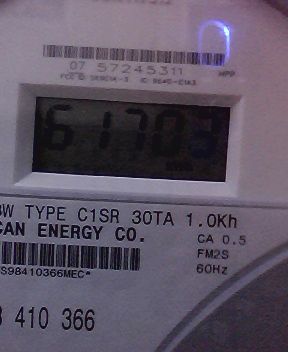 07 57245311
61703
W TYPE C1SR 30TA 1.0Kh
CAN ENERGY CO.
CA 0.5
FM2S
60Hz
S98410366MEC*
410 366